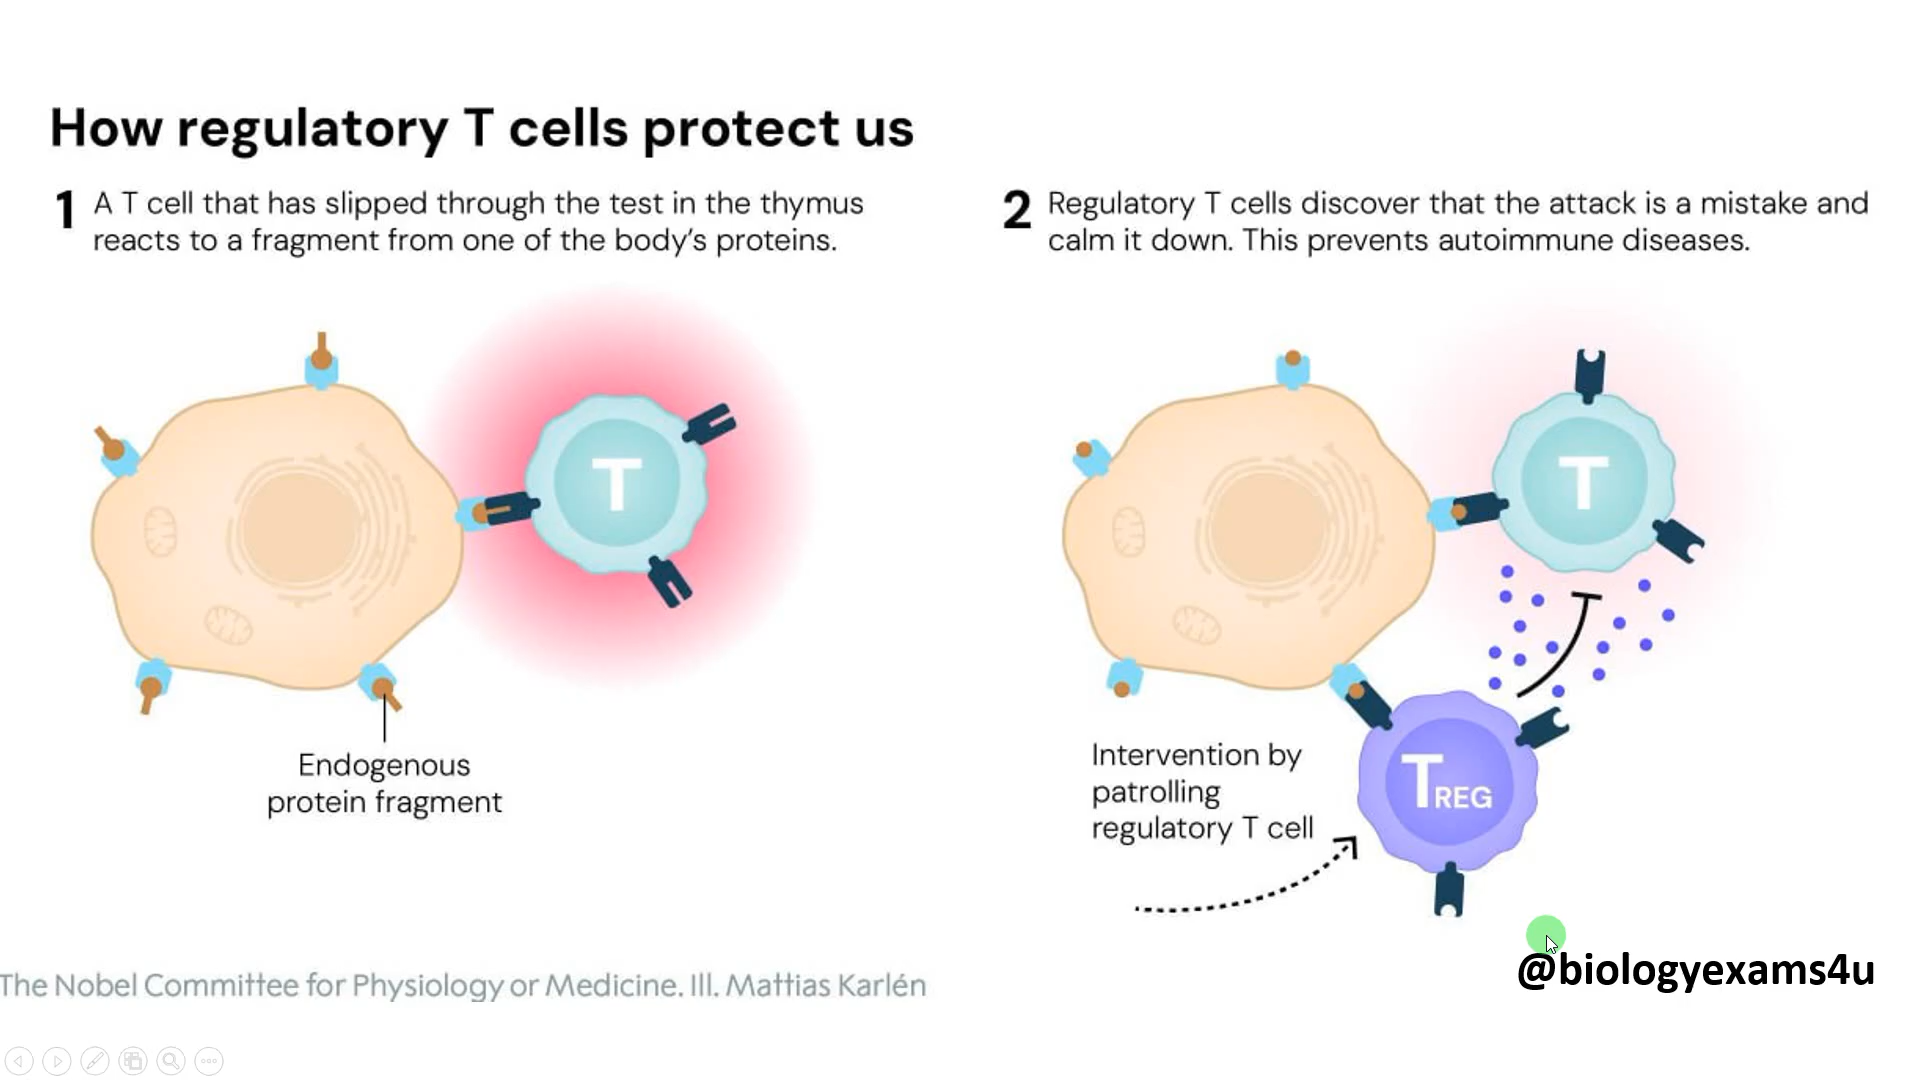 How regulatory T cells protect us
1 A T cell that has slipped through the test in the thymus
reacts to a fragment from one of the body's proteins.
T
Endogenous
protein fragment
2 Regulatory T cells discover that the attack is a mistake and
calm it down. This prevents autoimmune diseases.
T
Intervention by
patrolling
regulatory T cell
TREG
The Nobel Committee for Physiology or Medicine. Ill. Mattias Karlén
@biologyexams4u